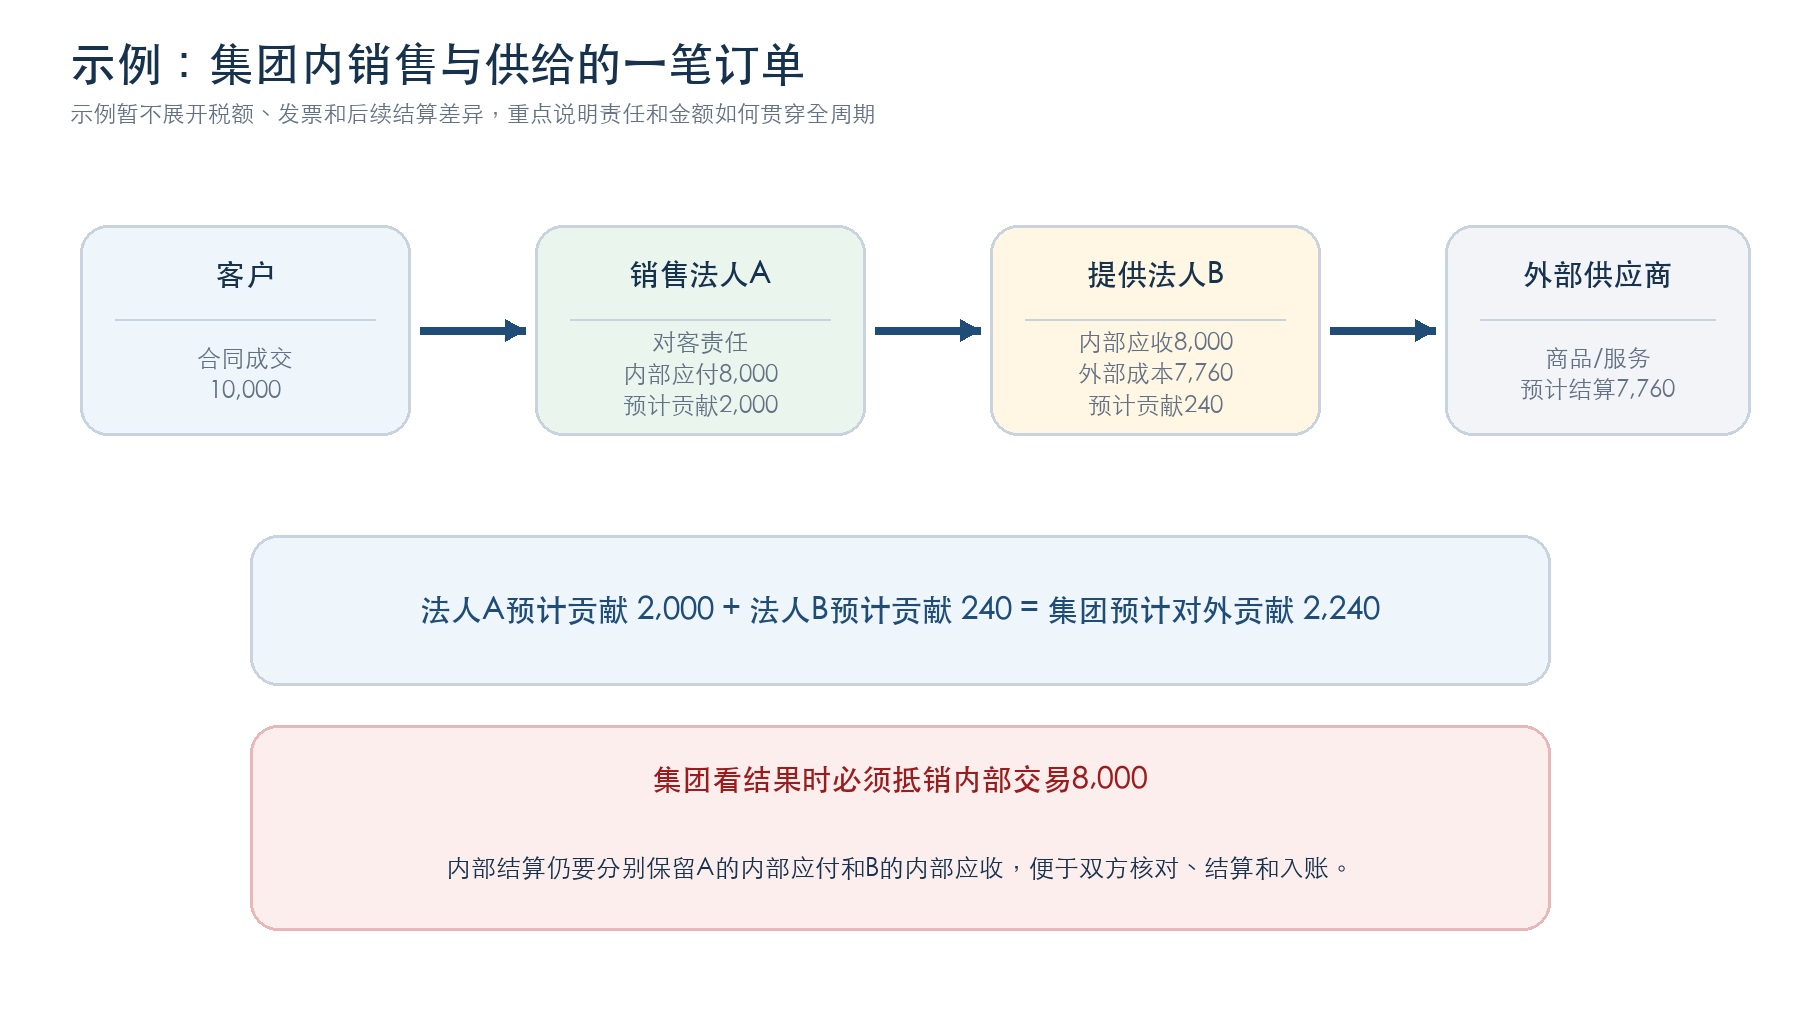 示例：集团内销售与供给的一笔订单
示例暂不展开税额、发票和后续结算差异，重点说明责任和金额如何贯穿全周期
客户
合同成交
10,000
销售法人A
对客责任
内部应付8,000
预计贡献2,000
提供法人B
内部应收8,000
外部成本7,760
预计贡献240
外部供应商
商品/服务
预计结算7,760
法人A预计贡献 2,000 + 法人B预计贡献 240 = 集团预计对外贡献 2,240
集团看结果时必须抵销内部交易8,000
内部结算仍要分别保留A的内部应付和B的内部应收，便于双方核对、结算和入账。